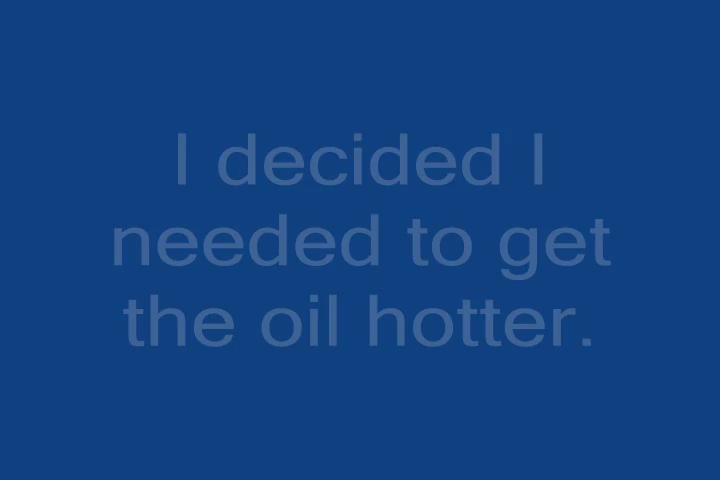 I decided I
needed to get
the oil hotter.